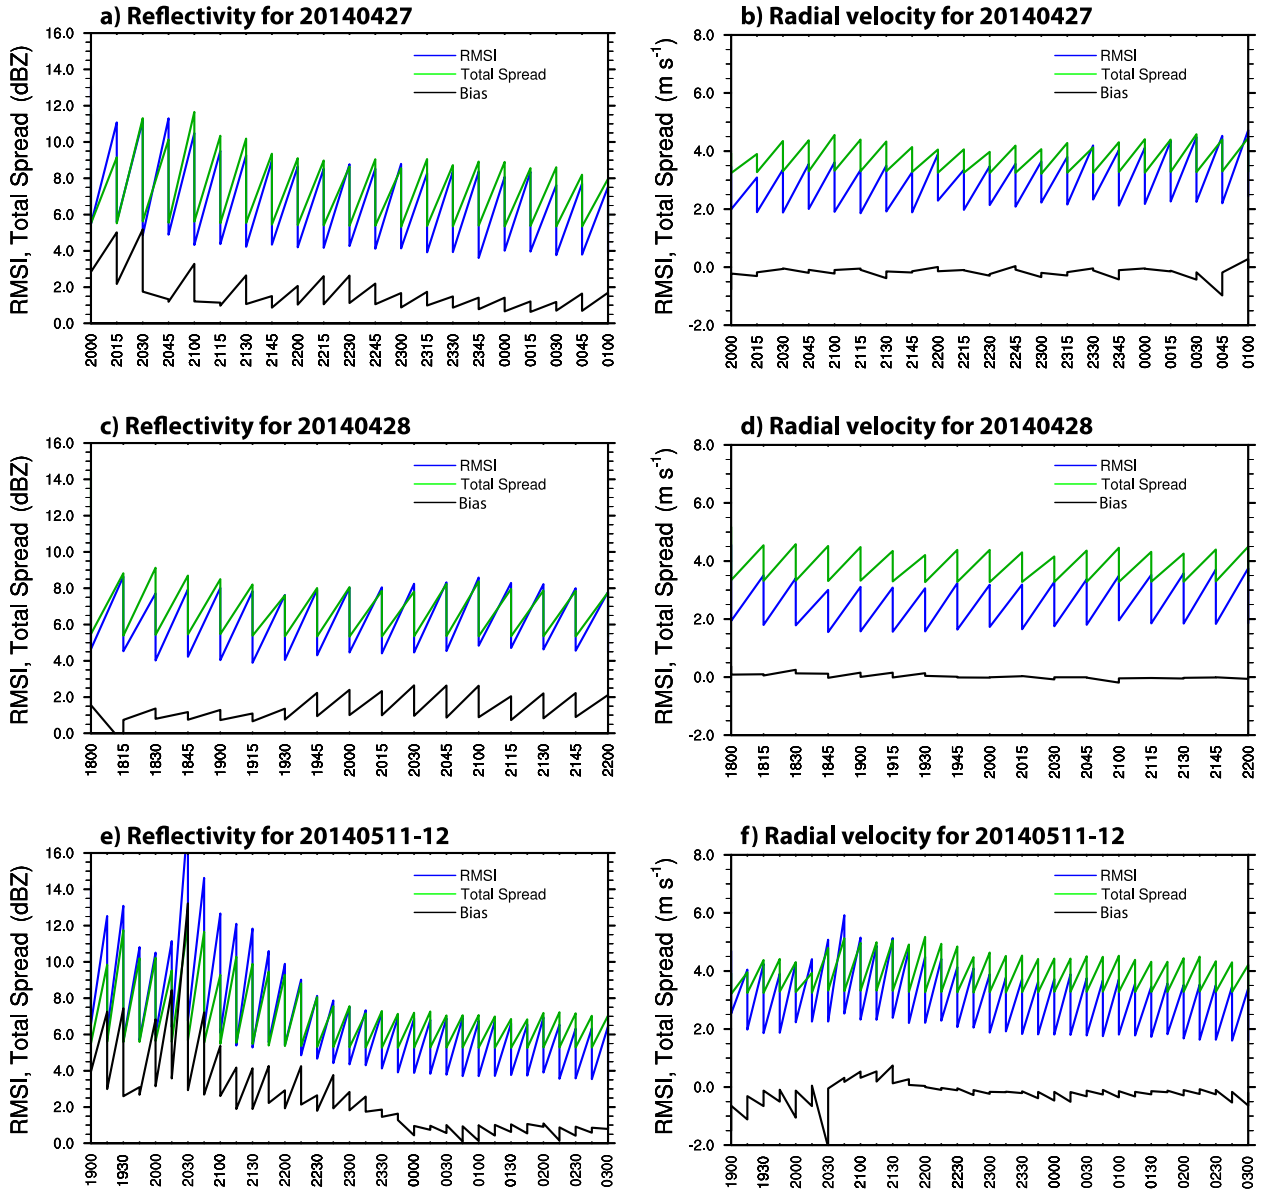 a) Reflectivity for 20140427
RMSI, Total Spread (dBZ)
16.0
14.0
12.0
10.0
8.0
6.0
4.0
2.0
0.0
RMSI
Total Spread
Bias
2000 2015 2030 2045 2100 2115 2130 2145 2200 2215 2230 2245 2300 2315 2330 2345 0000 0015 0030 0045 0100
b) Radial velocity for 20140427
RMSI, Total Spread (m s⁻¹)
8.0
6.0
4.0
2.0
0.0
-2.0
RMSI
Total Spread
Bias
2000 2015 2030 2045 2100 2115 2130 2145 2200 2215 2230 2245 2300 2315 2330 2345 0000 0015 0030 0045 0100
c) Reflectivity for 20140428
RMSI, Total Spread (dBZ)
16.0
14.0
12.0
10.0
8.0
6.0
4.0
2.0
0.0
RMSI
Total Spread
Bias
1800 1815 1830 1845 1900 1915 1930 1945 2000 2015 2030 2045 2100 2115 2130 2145 2200
d) Radial velocity for 20140428
RMSI, Total Spread (m s⁻¹)
8.0
6.0
4.0
2.0
0.0
-2.0
RMSI
Total Spread
Bias
1800 1815 1830 1845 1900 1915 1930 1945 2000 2015 2030 2045 2100 2115 2130 2145 2200
e) Reflectivity for 20140511-12
RMSI, Total Spread (dBZ)
16.0
14.0
12.0
10.0
8.0
6.0
4.0
2.0
0.0
RMSI
Total Spread
Bias
1900 1930 2000 2030 2100 2130 2200 2230 2300 2330 0000 0030 0100 0130 0200 0230 0300
f) Radial velocity for 20140511-12
RMSI, Total Spread (m s⁻¹)
8.0
6.0
4.0
2.0
0.0
-2.0
RMSI
Total Spread
Bias
1900 1930 2000 2030 2100 2130 2200 2230 2300 2330 0000 0030 0100 0130 0200 0230 0300